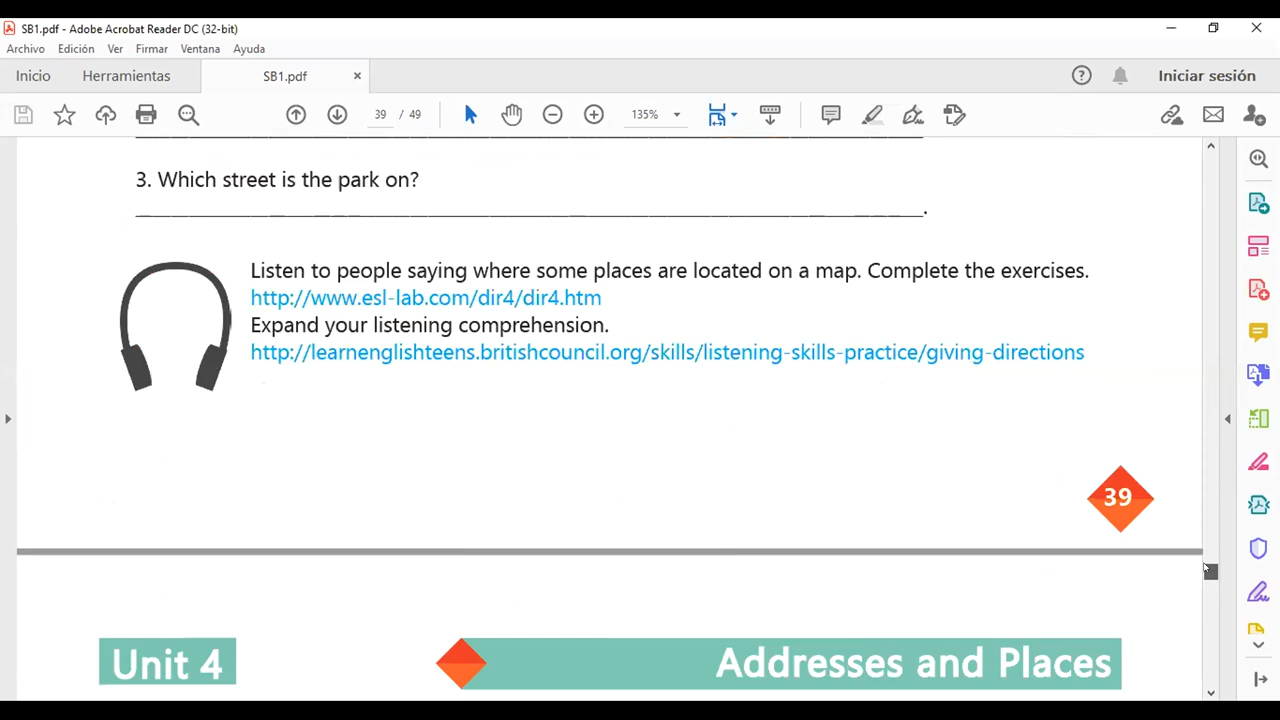 SB1.pdf - Adobe Acrobat Reader DC (32-bit)
Archivo Edición Ver Firmar Ventana Ayuda
Inicio Herramientas SB1.pdf × Iniciar sesión
39 / 49 135%
3. Which street is the park on?
.
Listen to people saying where some places are located on a map. Complete the exercises.
http://www.esl-lab.com/dir4/dir4.htm
Expand your listening comprehension.
http://learnenglishteens.britishcouncil.org/skills/listening-skills-practice/giving-directions
39
Unit 4 Addresses and Places